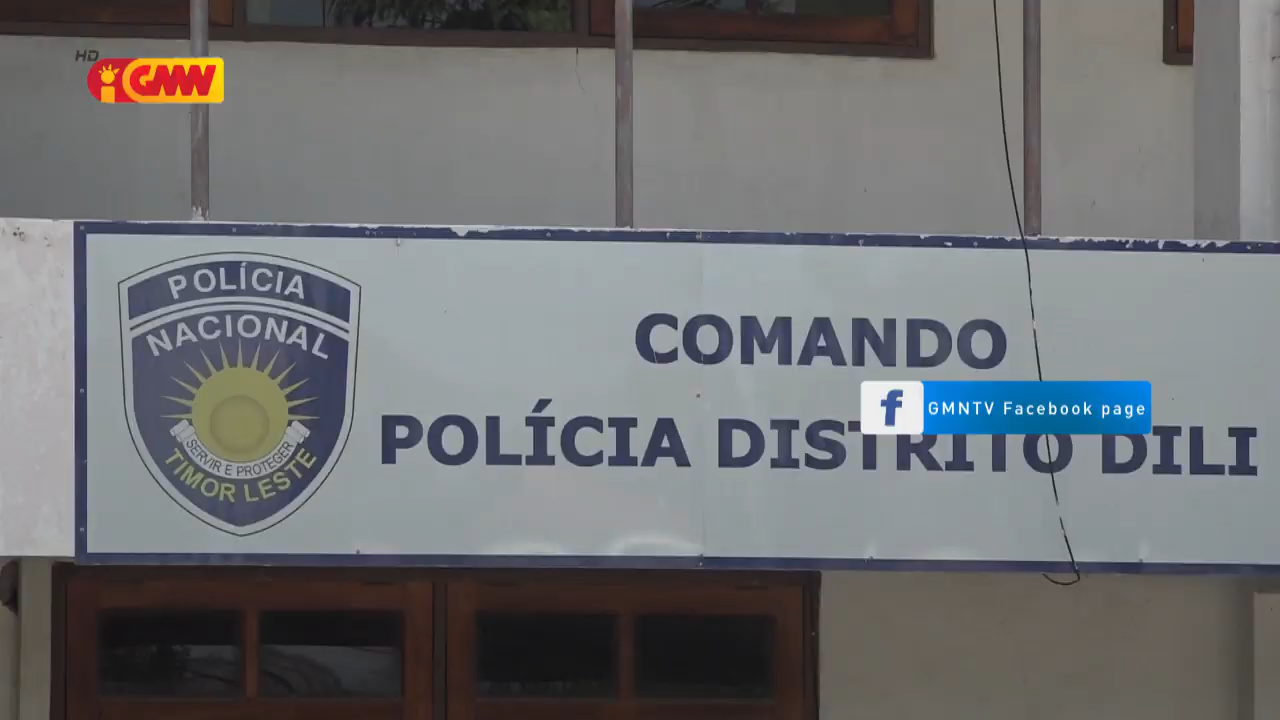 HD
GMN
POLÍCIA
NACIONAL
SERVIR E PROTEGER
TIMOR LESTE
COMANDO
POLÍCIA DISTRITO DILI
f GMNTV Facebook page